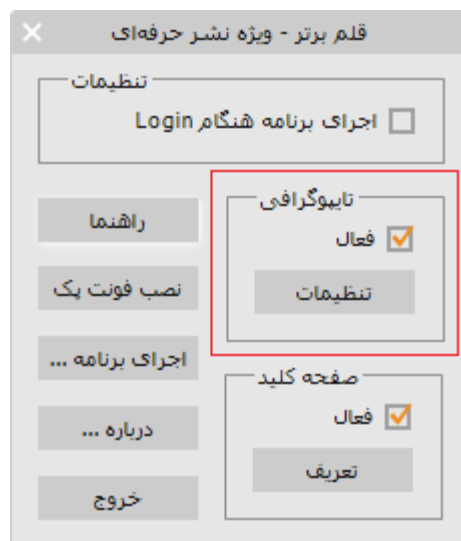 قلم برتر - ویژه نشر حرفه‌ای
تنظیمات
اجرای برنامه هنگام Login
تایپوگرافی
فعال
تنظیمات
صفحه کلید
فعال
تعریف
راهنما
نصب فونت پک
اجرای برنامه ...
درباره ...
خروج